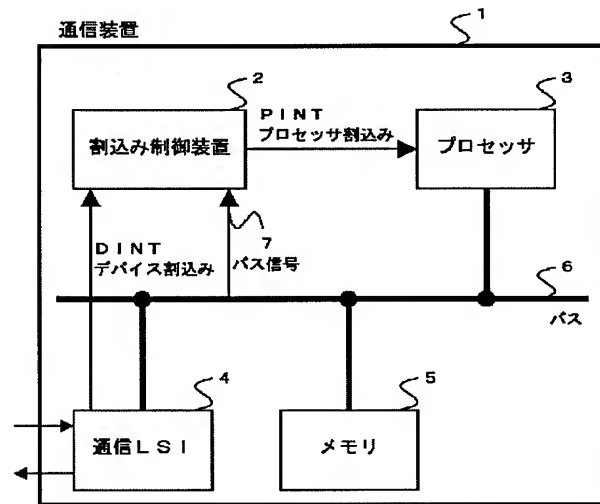 通信装置
1
2
3
PINT
プロセッサ割込み
割込み制御装置
プロセッサ
DINT
デバイス割込み
7
バス信号
6
バス
4
5
通信LSI
メモリ